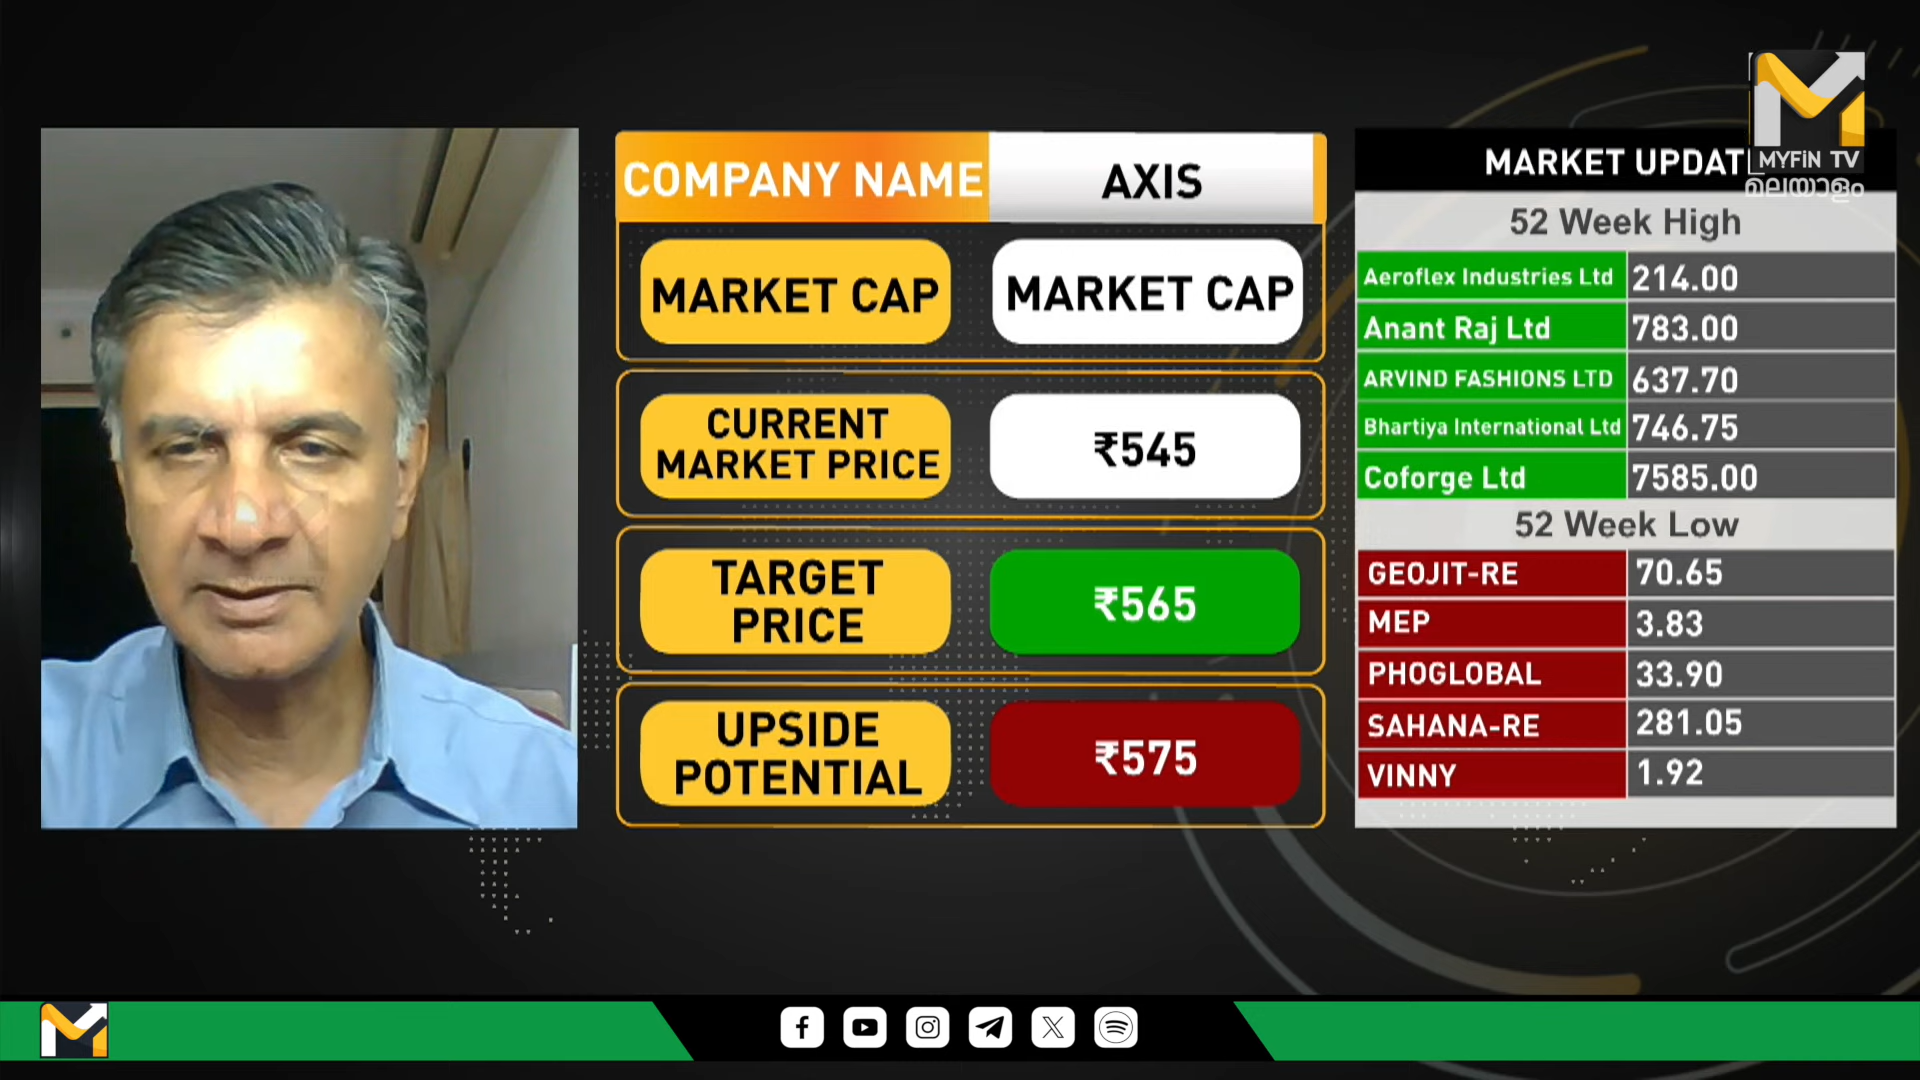 COMPANY NAME
AXIS
MARKET CAP
MARKET CAP
CURRENT
MARKET PRICE
₹545
TARGET
PRICE
₹565
UPSIDE
POTENTIAL
₹575
MARKET UPDATE
MYFiN TV
മലയാളം
52 Week High
Aeroflex Industries Ltd 214.00
Anant Raj Ltd 783.00
ARVIND FASHIONS LTD 637.70
Bhartiya International Ltd 746.75
Coforge Ltd 7585.00
52 Week Low
GEOJIT-RE 70.65
MEP 3.83
PHOGLOBAL 33.90
SAHANA-RE 281.05
VINNY 1.92